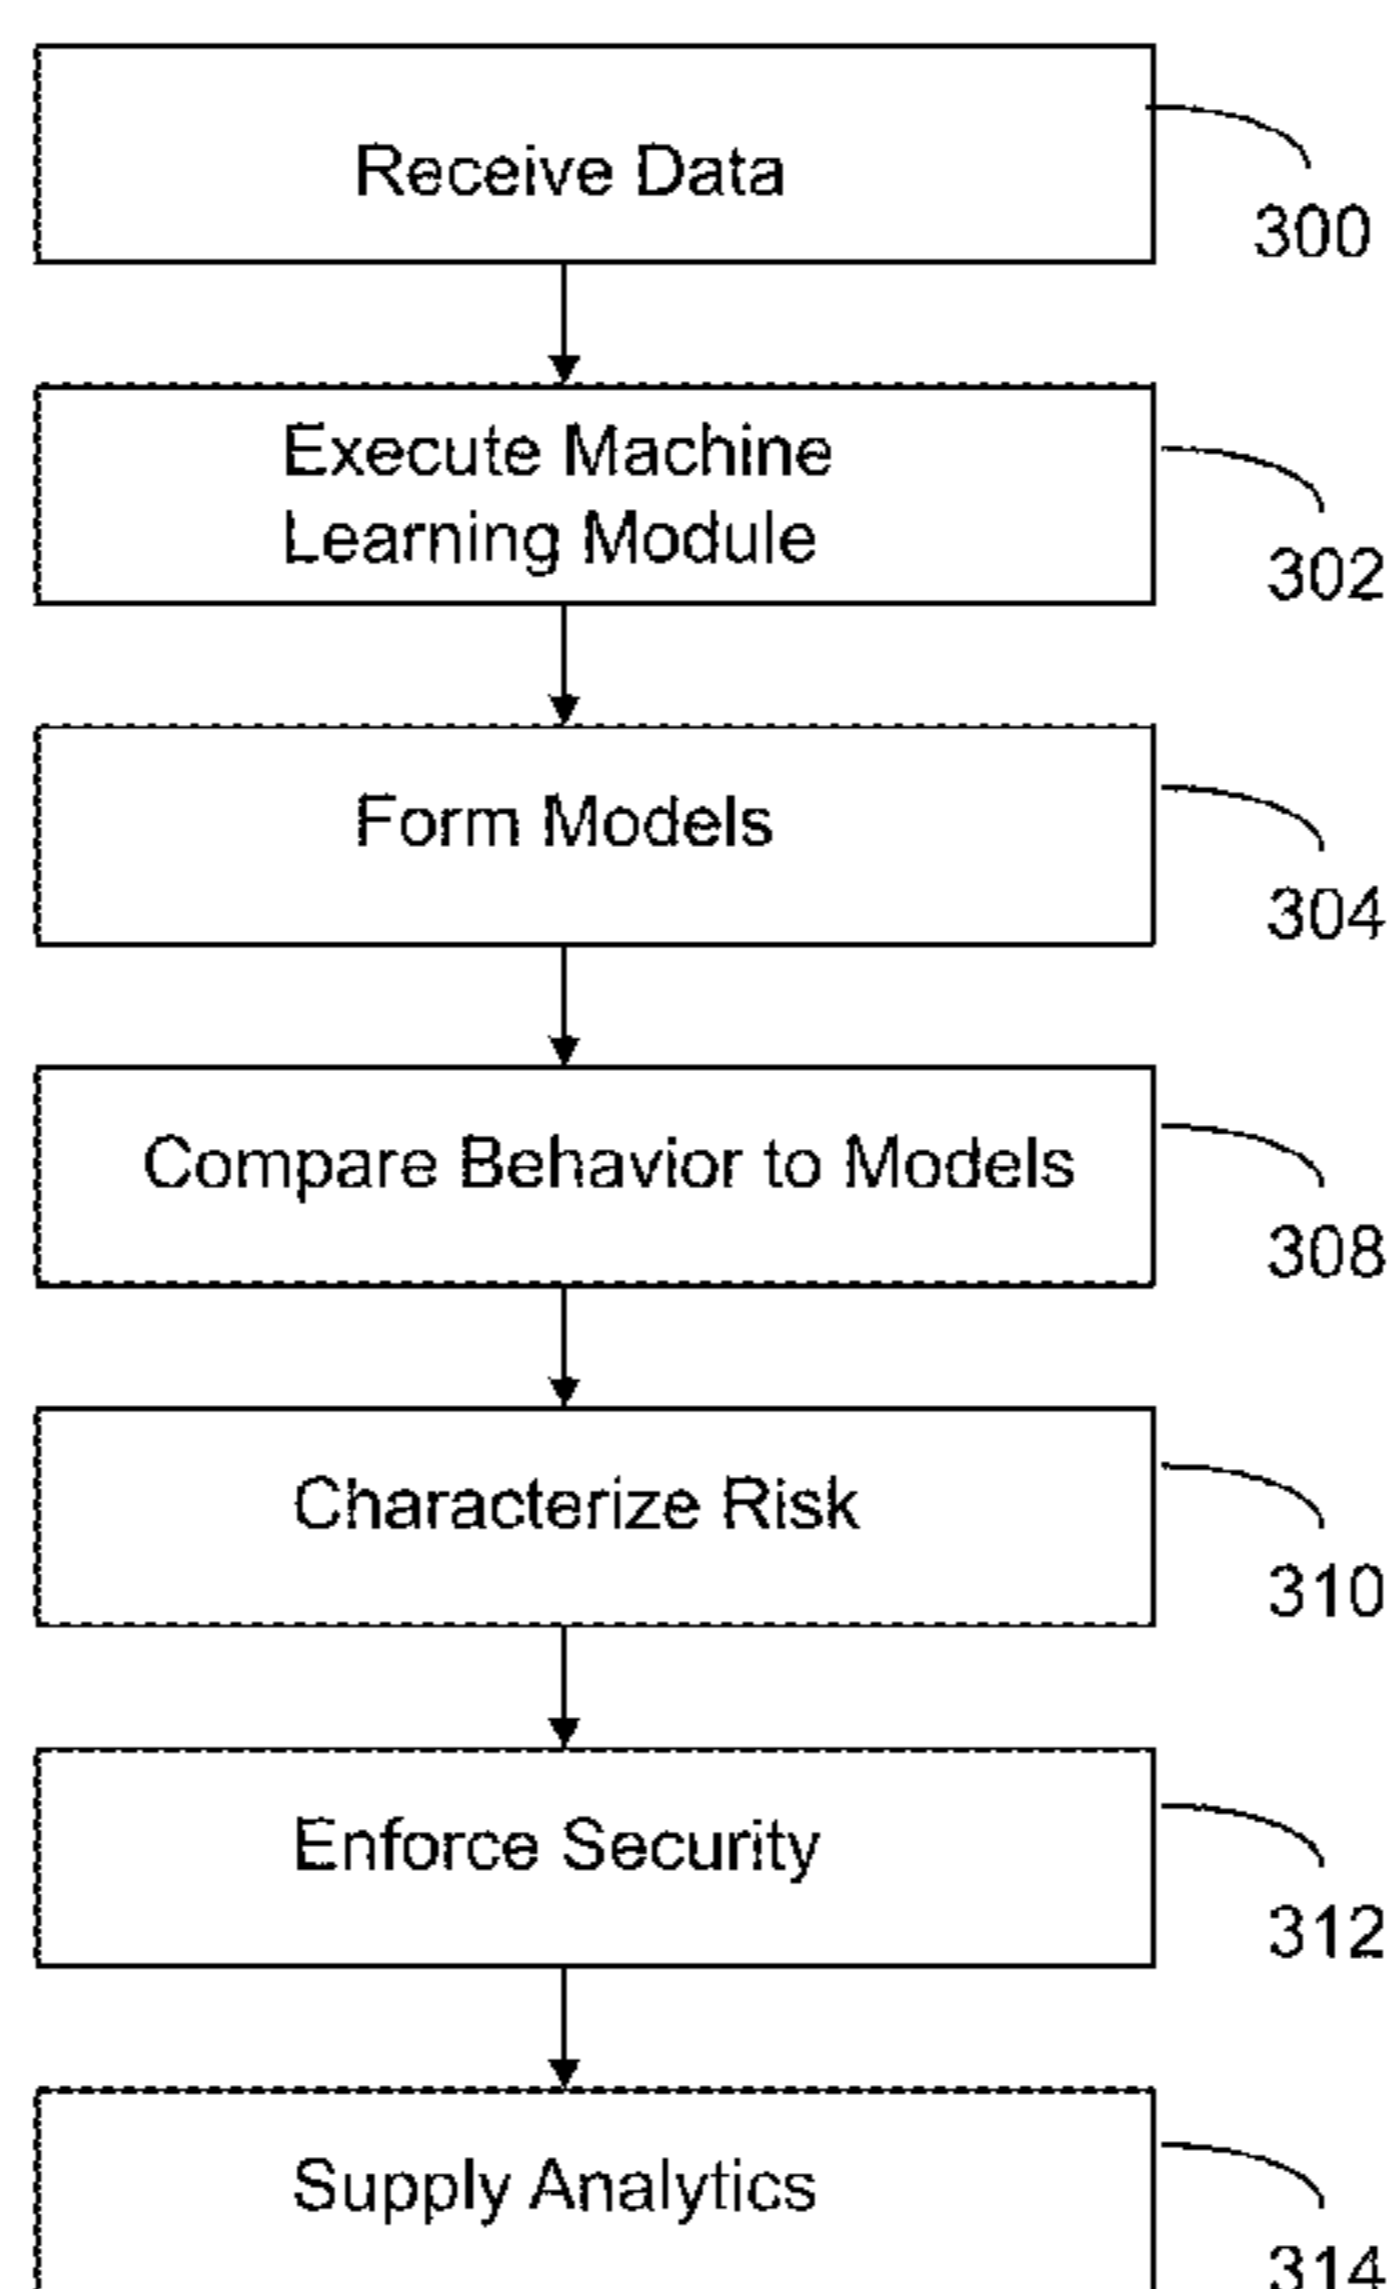 Receive Data
300
Execute Machine
Learning Module
302
Form Models
304
Compare Behavior to Models
308
Characterize Risk
310
Enforce Security
312
Supply Analytics
314